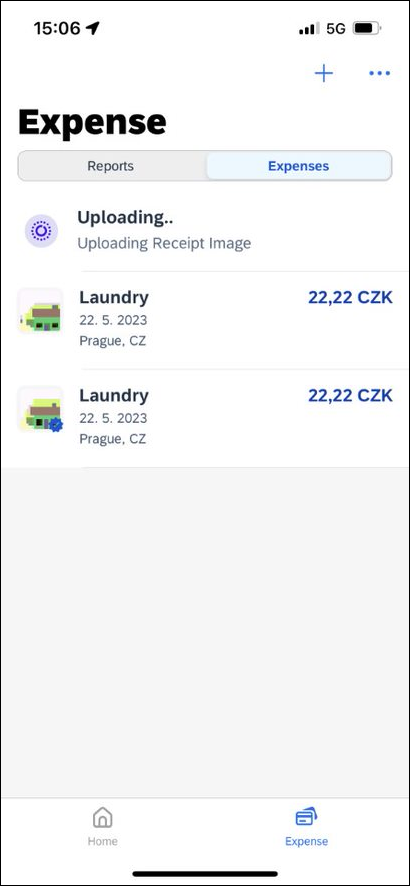 15:06
5G
Expense
Reports
Expenses
Uploading..
Uploading Receipt Image
Laundry
22,22 CZK
22. 5. 2023
Prague, CZ
Laundry
22,22 CZK
22. 5. 2023
Prague, CZ
Home
Expense